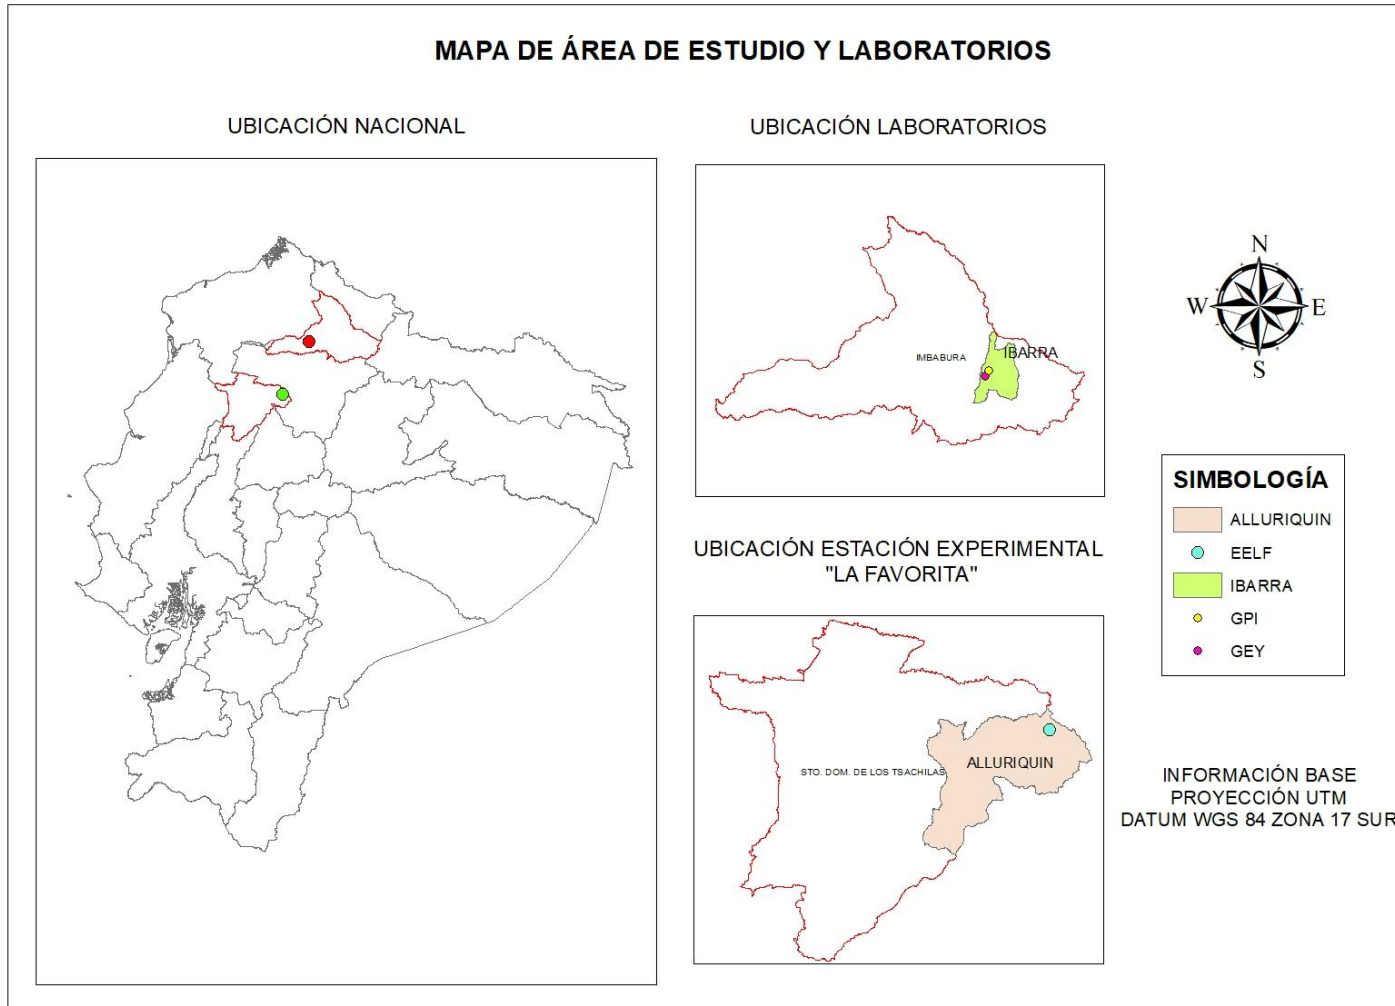 MAPA DE ÁREA DE ESTUDIO Y LABORATORIOS
UBICACIÓN NACIONAL
UBICACIÓN LABORATORIOS
IMBABURA
IBARRA
N
W
E
S
UBICACIÓN ESTACIÓN EXPERIMENTAL
"LA FAVORITA"
STO. DOM. DE LOS TSACHILAS
ALLURIQUIN
SIMBOLOGÍA
ALLURIQUIN
EELF
IBARRA
GPI
GEY
INFORMACIÓN BASE
PROYECCIÓN UTM
DATUM WGS 84 ZONA 17 SUR